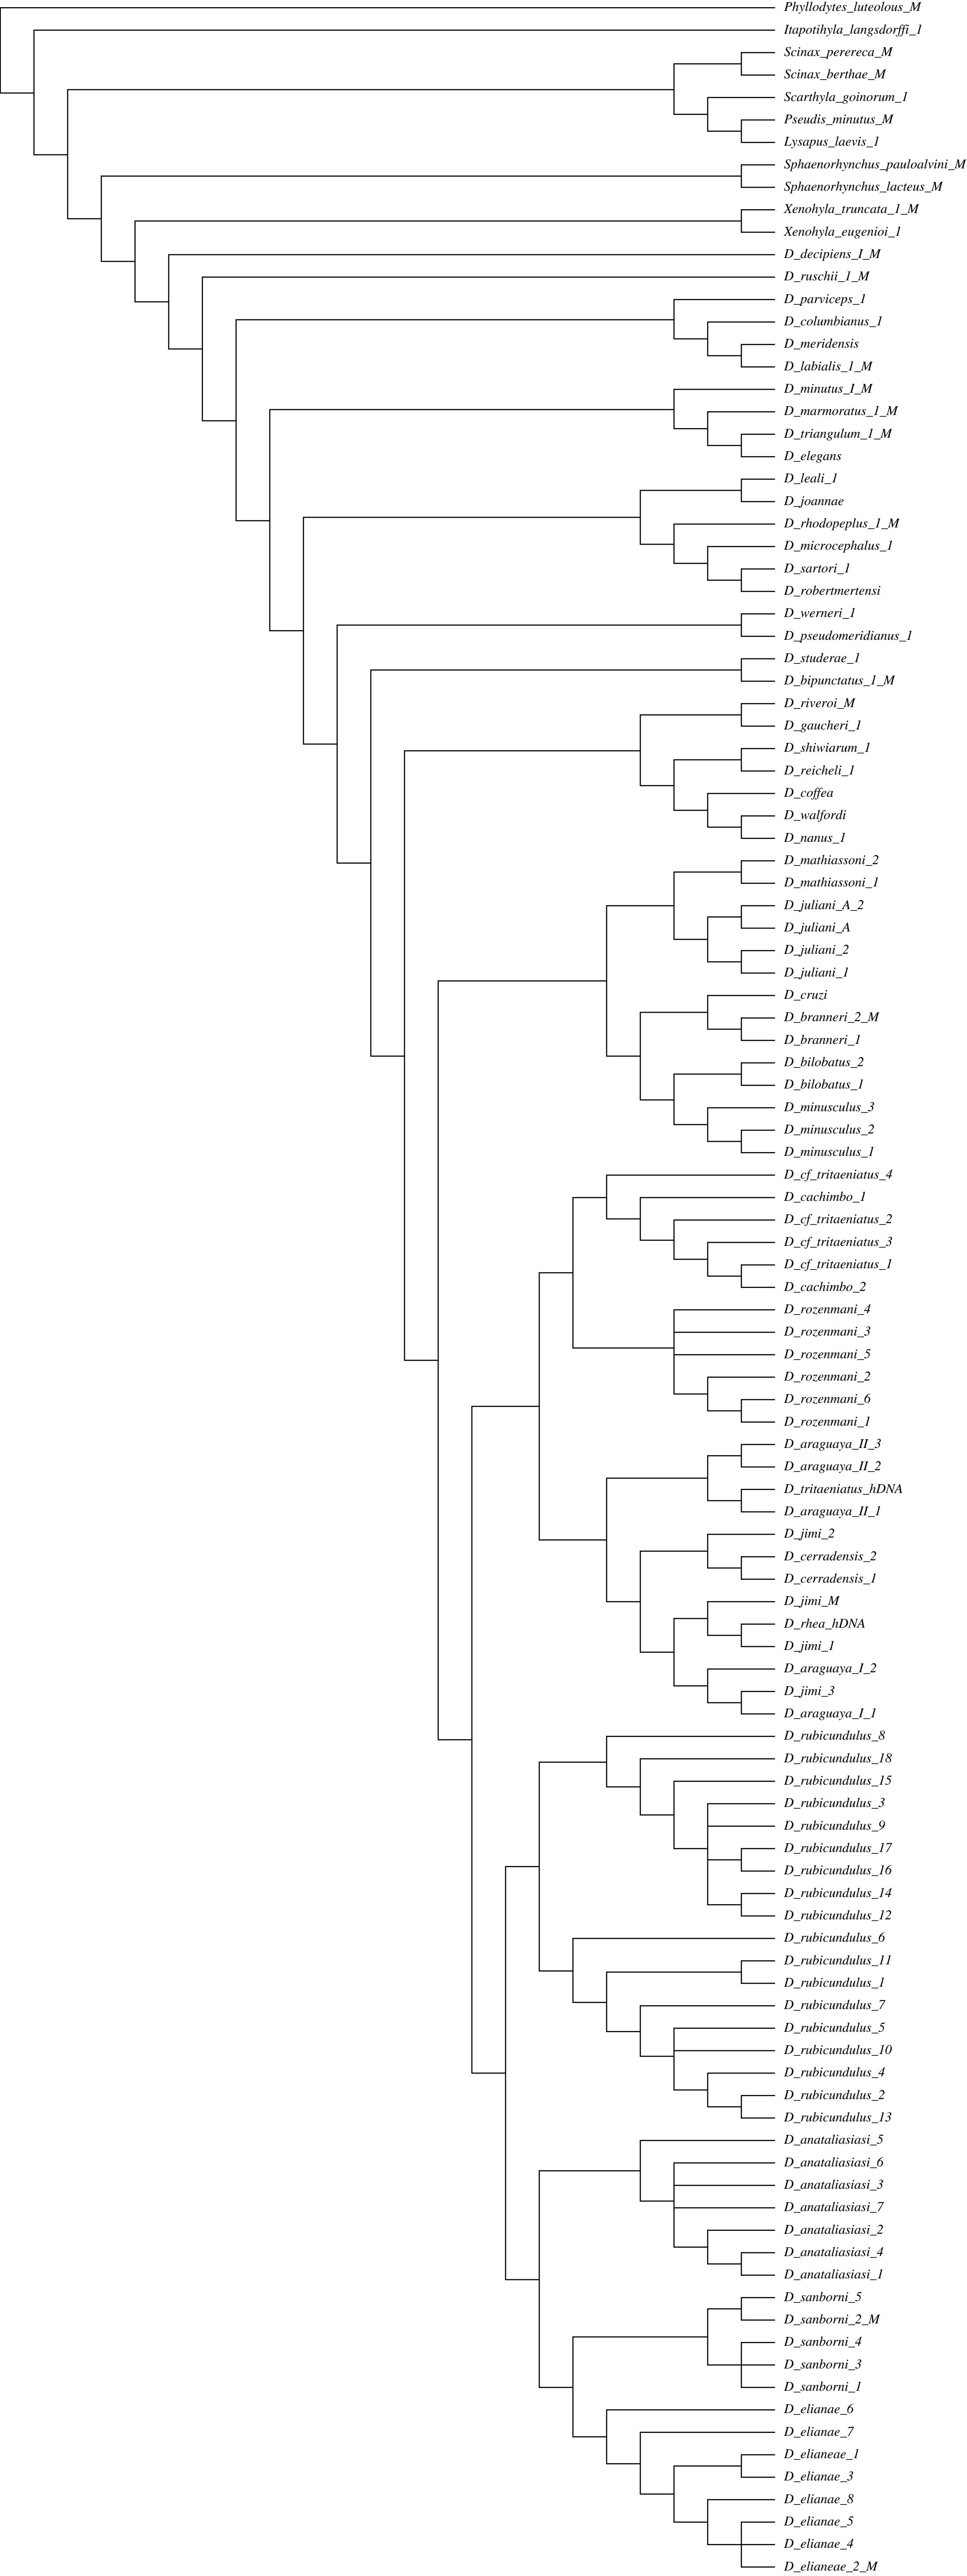 Phyllodytes_luteolous_M
Itapotihyla_langsdorffi_1
Scinax_perereca_M
Scinax_berthae_M
Scarthyla_goinorum_1
Pseudis_minutus_M
Lysapus_laevis_1
Sphaenorhynchus_pauloalvini_M
Sphaenorhynchus_lacteus_M
Xenohyla_truncata_1_M
Xenohyla_eugenioi_1
D_decipiens_I_M
D_ruschii_1_M
D_parviceps_1
D_columbianus_1
D_meridensis
D_labialis_1_M
D_minutus_I_M
D_marmoratus_1_M
D_triangulum_1_M
D_elegans
D_leali_1
D_joannae
D_rhodopeplus_1_M
D_microcephalus_1
D_sartori_1
D_robertmertensi
D_werneri_1
D_pseudomeridianus_1
D_studerae_1
D_bipunctatus_1_M
D_riveroi_M
D_gaucheri_1
D_shiwiarum_1
D_reicheli_1
D_coffea
D_walfordi
D_nanus_1
D_mathiassoni_2
D_mathiassoni_1
D_juliani_A_2
D_juliani_A
D_juliani_2
D_juliani_1
D_cruzi
D_branneri_2_M
D_branneri_1
D_bilobatus_2
D_bilobatus_1
D_minusculus_3
D_minusculus_2
D_minusculus_1
D_cf_tritaeniatus_4
D_cachimbo_1
D_cf_tritaeniatus_2
D_cf_tritaeniatus_3
D_cf_tritaeniatus_1
D_cachimbo_2
D_rozenmani_4
D_rozenmani_3
D_rozenmani_5
D_rozenmani_2
D_rozenmani_6
D_rozenmani_1
D_araguaya_II_3
D_araguaya_II_2
D_tritaeniatus_hDNA
D_araguaya_II_1
D_jimi_2
D_cerradensis_2
D_cerradensis_1
D_jimi_M
D_rhea_hDNA
D_jimi_1
D_araguaya_I_2
D_jimi_3
D_araguaya_I_1
D_rubicundulus_8
D_rubicundulus_18
D_rubicundulus_15
D_rubicundulus_3
D_rubicundulus_9
D_rubicundulus_17
D_rubicundulus_16
D_rubicundulus_14
D_rubicundulus_12
D_rubicundulus_6
D_rubicundulus_11
D_rubicundulus_1
D_rubicundulus_7
D_rubicundulus_5
D_rubicundulus_10
D_rubicundulus_4
D_rubicundulus_2
D_rubicundulus_13
D_anataliasiasi_5
D_anataliasiasi_6
D_anataliasiasi_3
D_anataliasiasi_7
D_anataliasiasi_2
D_anataliasiasi_4
D_anataliasiasi_1
D_sanborni_5
D_sanborni_2_M
D_sanborni_4
D_sanborni_3
D_sanborni_1
D_elianae_6
D_elianae_7
D_elianeae_1
D_elianae_3
D_elianae_8
D_elianae_5
D_elianae_4
D_elianeae_2_M